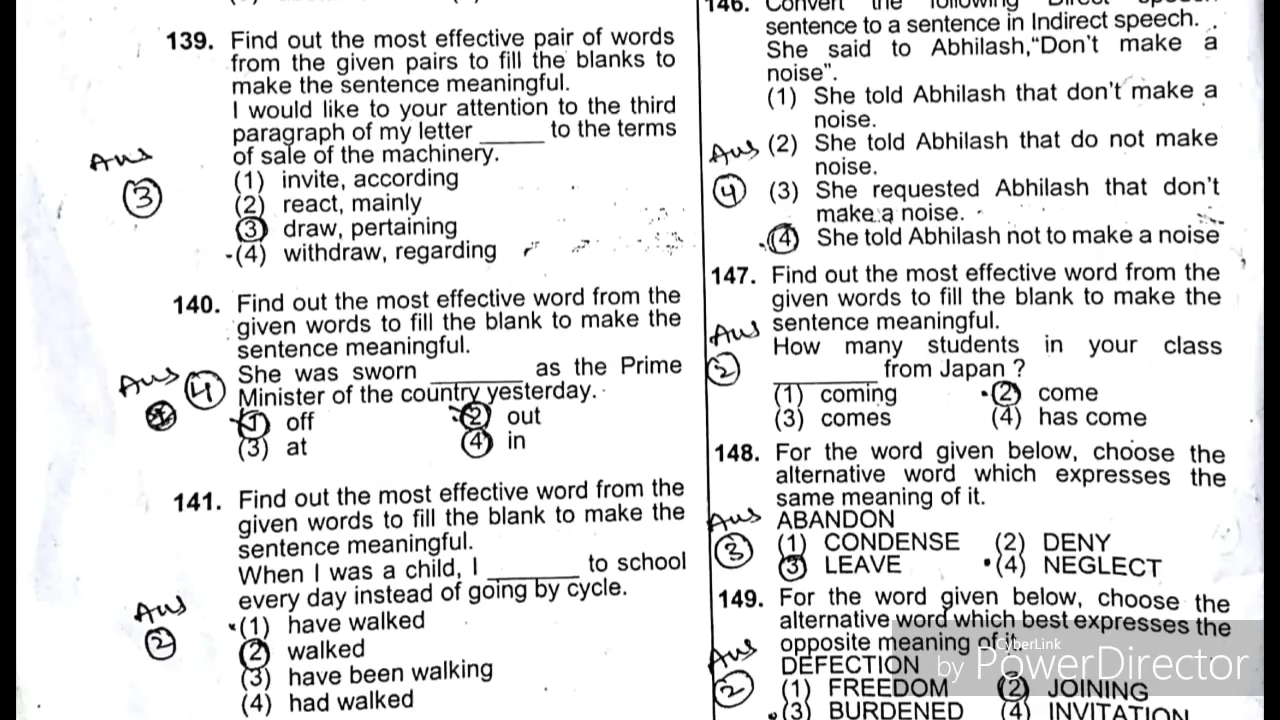 139. Find out the most effective pair of words
from the given pairs to fill the blanks to
make the sentence meaningful.
I would like to your attention to the third
paragraph of my letter ______ to the terms
of sale of the machinery.
Ans
(1) invite, according
3
(2) react, mainly
(3) draw, pertaining
(4) withdraw, regarding
140. Find out the most effective word from the
given words to fill the blank to make the
sentence meaningful.
She was sworn ________ as the Prime
Ans 4 Minister of the country yesterday.
(1) off (2) out
(3) at (4) in
141. Find out the most effective word from the
given words to fill the blank to make the
sentence meaningful.
When I was a child, I ________ to school
every day instead of going by cycle.
Ans
(1) have walked
2
(2) walked
(3) have been walking
(4) had walked
146. Convert the following Direct speech
sentence to a sentence in Indirect speech.
She said to Abhilash,"Don't make a
noise".
(1) She told Abhilash that don't make a
noise.
Ans (2) She told Abhilash that do not make
noise.
4 (3) She requested Abhilash that don't
make a noise.
(4) She told Abhilash not to make a noise
147. Find out the most effective word from the
given words to fill the blank to make the
Ans sentence meaningful.
How many students in your class
2 __________ from Japan ?
(1) coming (2) come
(3) comes (4) has come
148. For the word given below, choose the
alternative word which expresses the
same meaning of it.
Ans ABANDON
3 (1) CONDENSE (2) DENY
(3) LEAVE (4) NEGLECT
149. For the word given below, choose the
alternative word which best expresses the
opposite meaning of it.
Ans DEFECTION
2 (1) FREEDOM (2) JOINING
(3) BURDENED (4) INVITATION
CyberLink
by PowerDirector